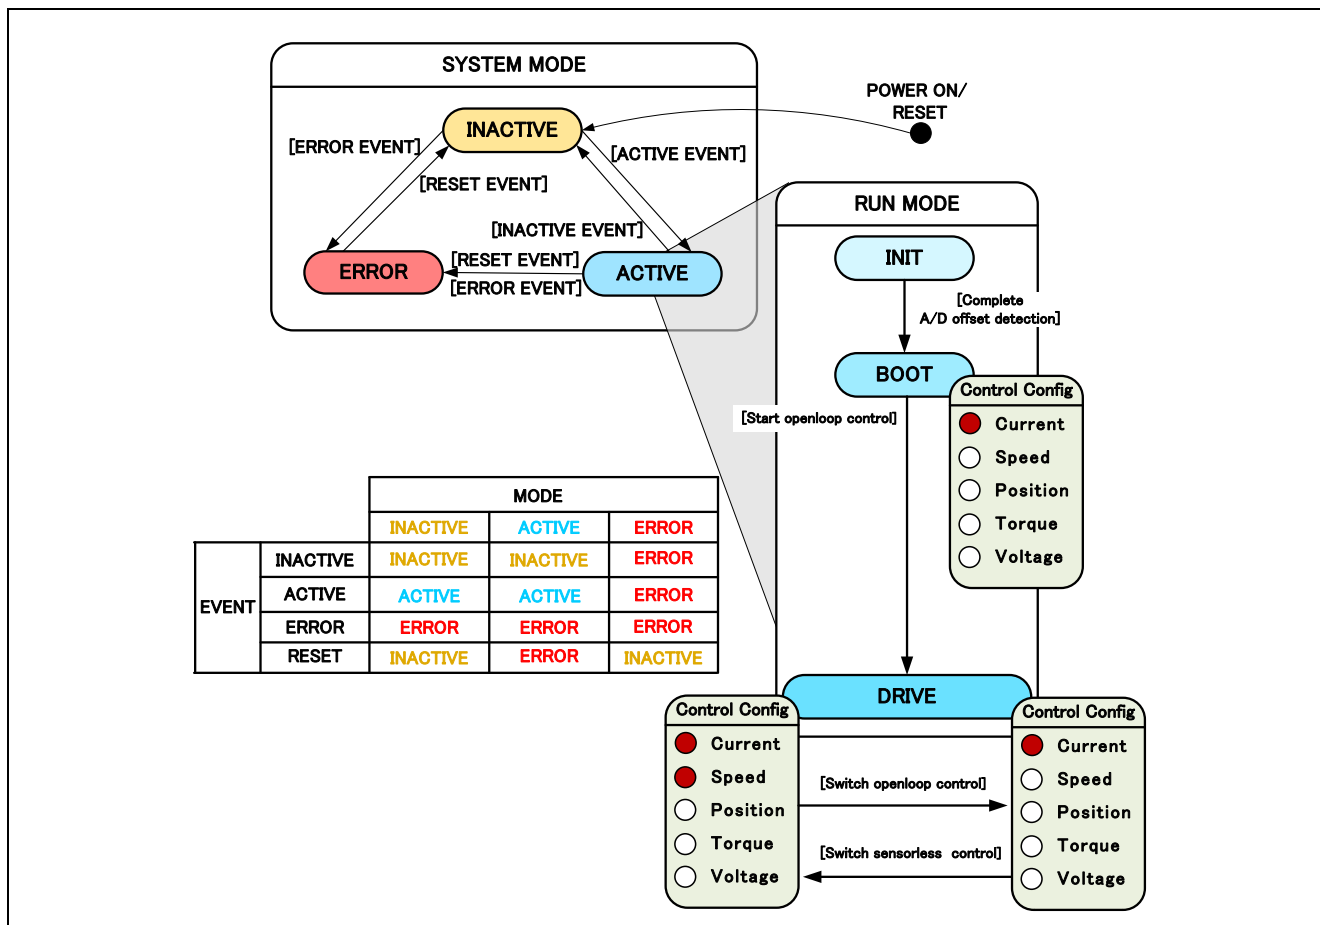 SYSTEM MODE
POWER ON/
RESET
INACTIVE
[ERROR EVENT]
[ACTIVE EVENT]
[RESET EVENT]
[INACTIVE EVENT]
ERROR
[RESET EVENT]
[ERROR EVENT]
ACTIVE
RUN MODE
INIT
[Complete
A/D offset detection]
BOOT
Control Config
Current
Speed
Position
Torque
Voltage
[Start openloop control]
MODE
INACTIVE ACTIVE ERROR
EVENT
INACTIVE INACTIVE INACTIVE ERROR
ACTIVE ACTIVE ACTIVE ERROR
ERROR ERROR ERROR ERROR
RESET INACTIVE ERROR INACTIVE
DRIVE
Control Config
Current
Speed
Position
Torque
Voltage
[Switch openloop control]
[Switch sensorless control]
Control Config
Current
Speed
Position
Torque
Voltage